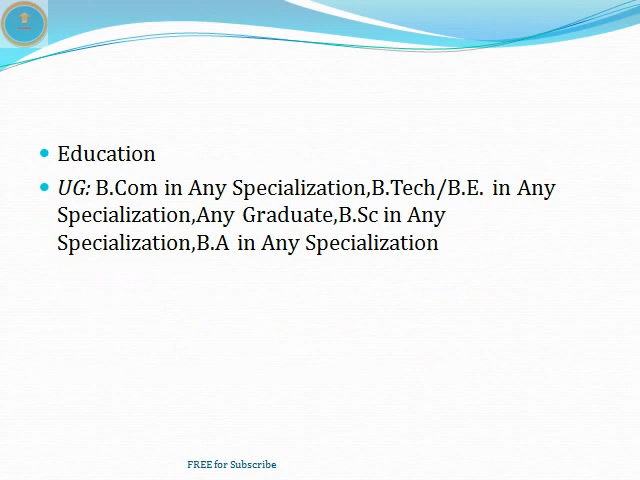 Education
UG: B.Com in Any Specialization,B.Tech/B.E. in Any
Specialization,Any Graduate,B.Sc in Any
Specialization,B.A in Any Specialization
FREE for Subscribe